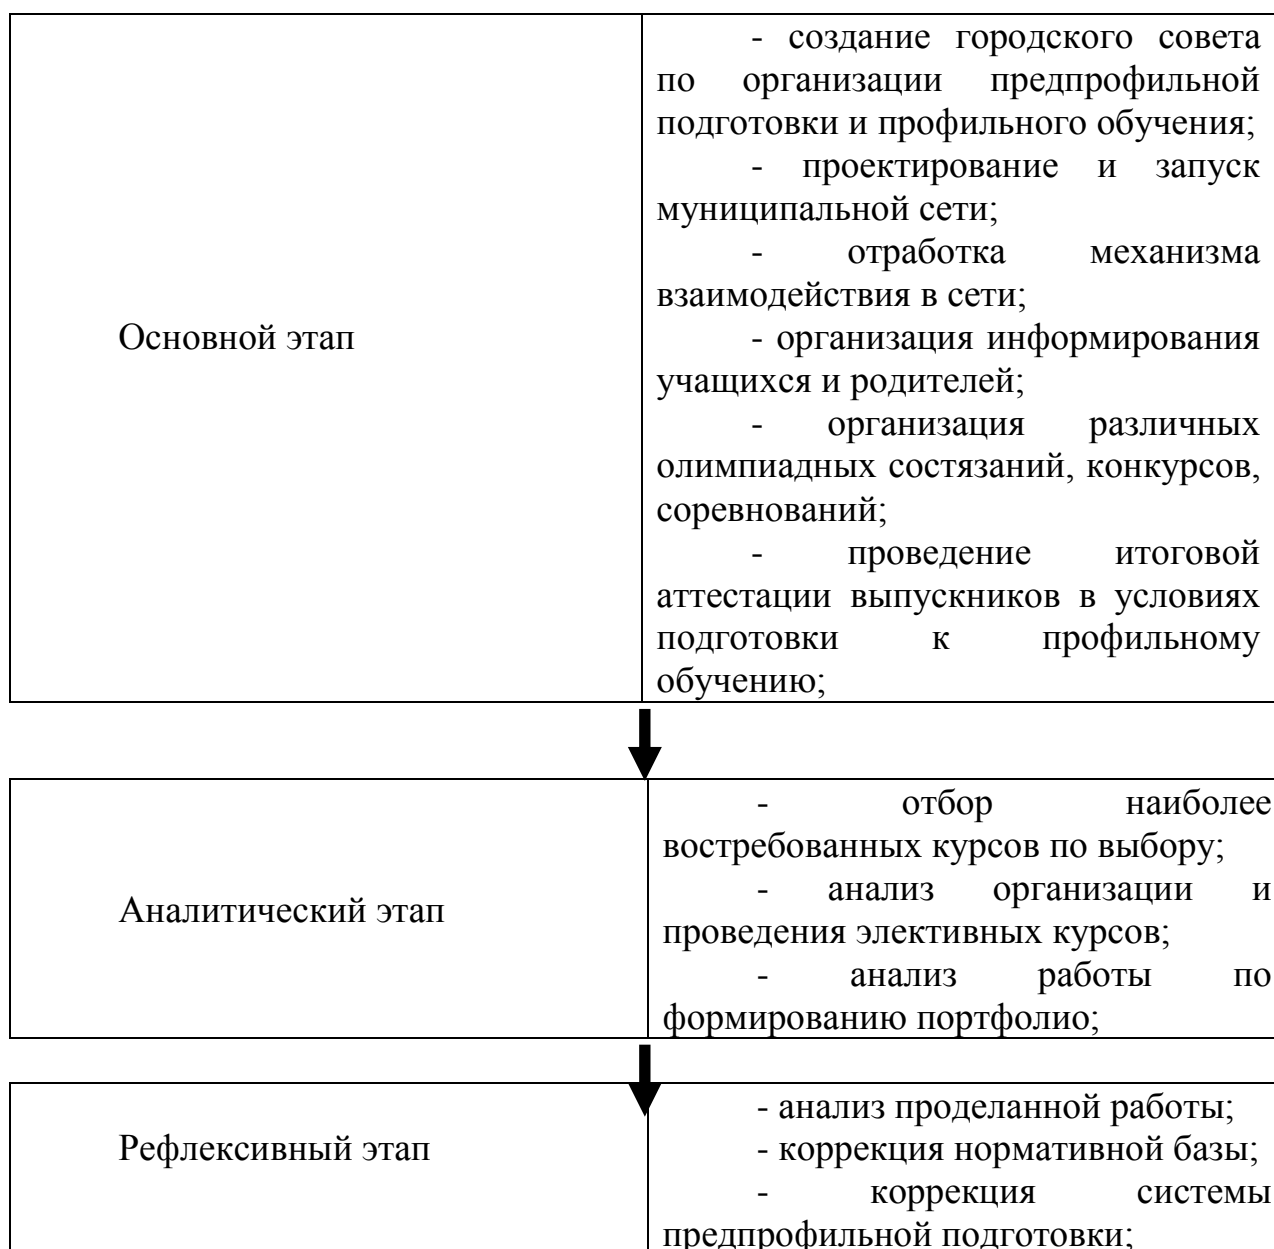 Основной этап
- создание городского совета
по организации предпрофильной
подготовки и профильного обучения;
- проектирование и запуск
муниципальной сети;
- отработка механизма
взаимодействия в сети;
- организация информирования
учащихся и родителей;
- организация различных
олимпиадных состязаний, конкурсов,
соревнований;
- проведение итоговой
аттестации выпускников в условиях
подготовки к профильному
обучению;
Аналитический этап
- отбор наиболее
востребованных курсов по выбору;
- анализ организации и
проведения элективных курсов;
- анализ работы по
формированию портфолио;
Рефлексивный этап
- анализ проделанной работы;
- коррекция нормативной базы;
- коррекция системы
предпрофильной подготовки;